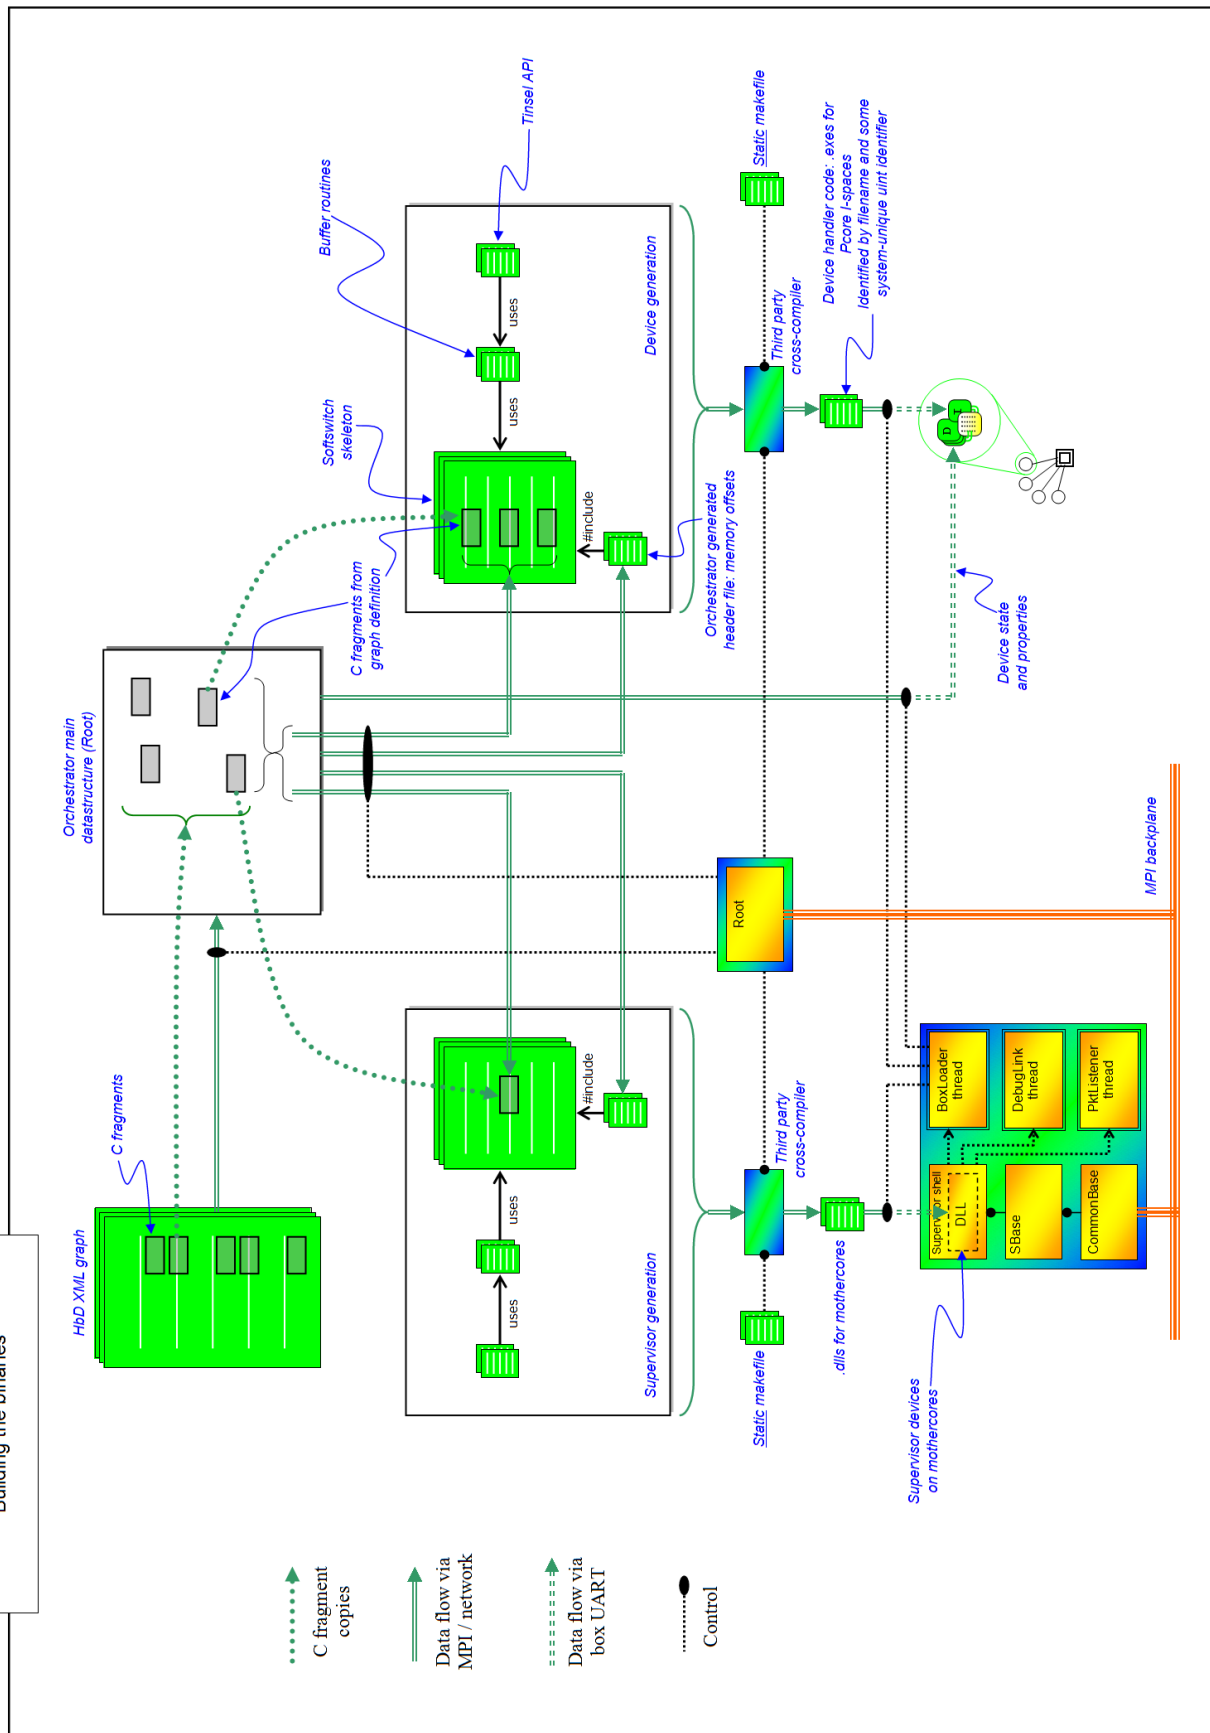 Building the binaries
HbD XML graph
C fragments
Orchestrator main
datastructure (Root)
C fragments from
graph definition
Softswitch
skeleton
Buffer routines
Tinsel API
uses
uses
#include
Device generation
Orchestrator generated
header file: memory offsets
Static makefile
Third party
cross-compiler
Device handler code: .exes for
Pcore I-spaces
Identified by filename and some
system-unique uint identifier
D
I
Device state
and properties
uses
uses
#include
Supervisor generation
Static makefile
Third party
cross-compiler
.dlls for mothercores
Root
MPI backplane
Supervisor devices
on mothercores
Supervisor shell
DLL
SBase
CommonBase
BoxLoader
thread
DebugLink
thread
PktListener
thread
C fragment
copies
Data flow via
MPI / network
Data flow via
box UART
Control